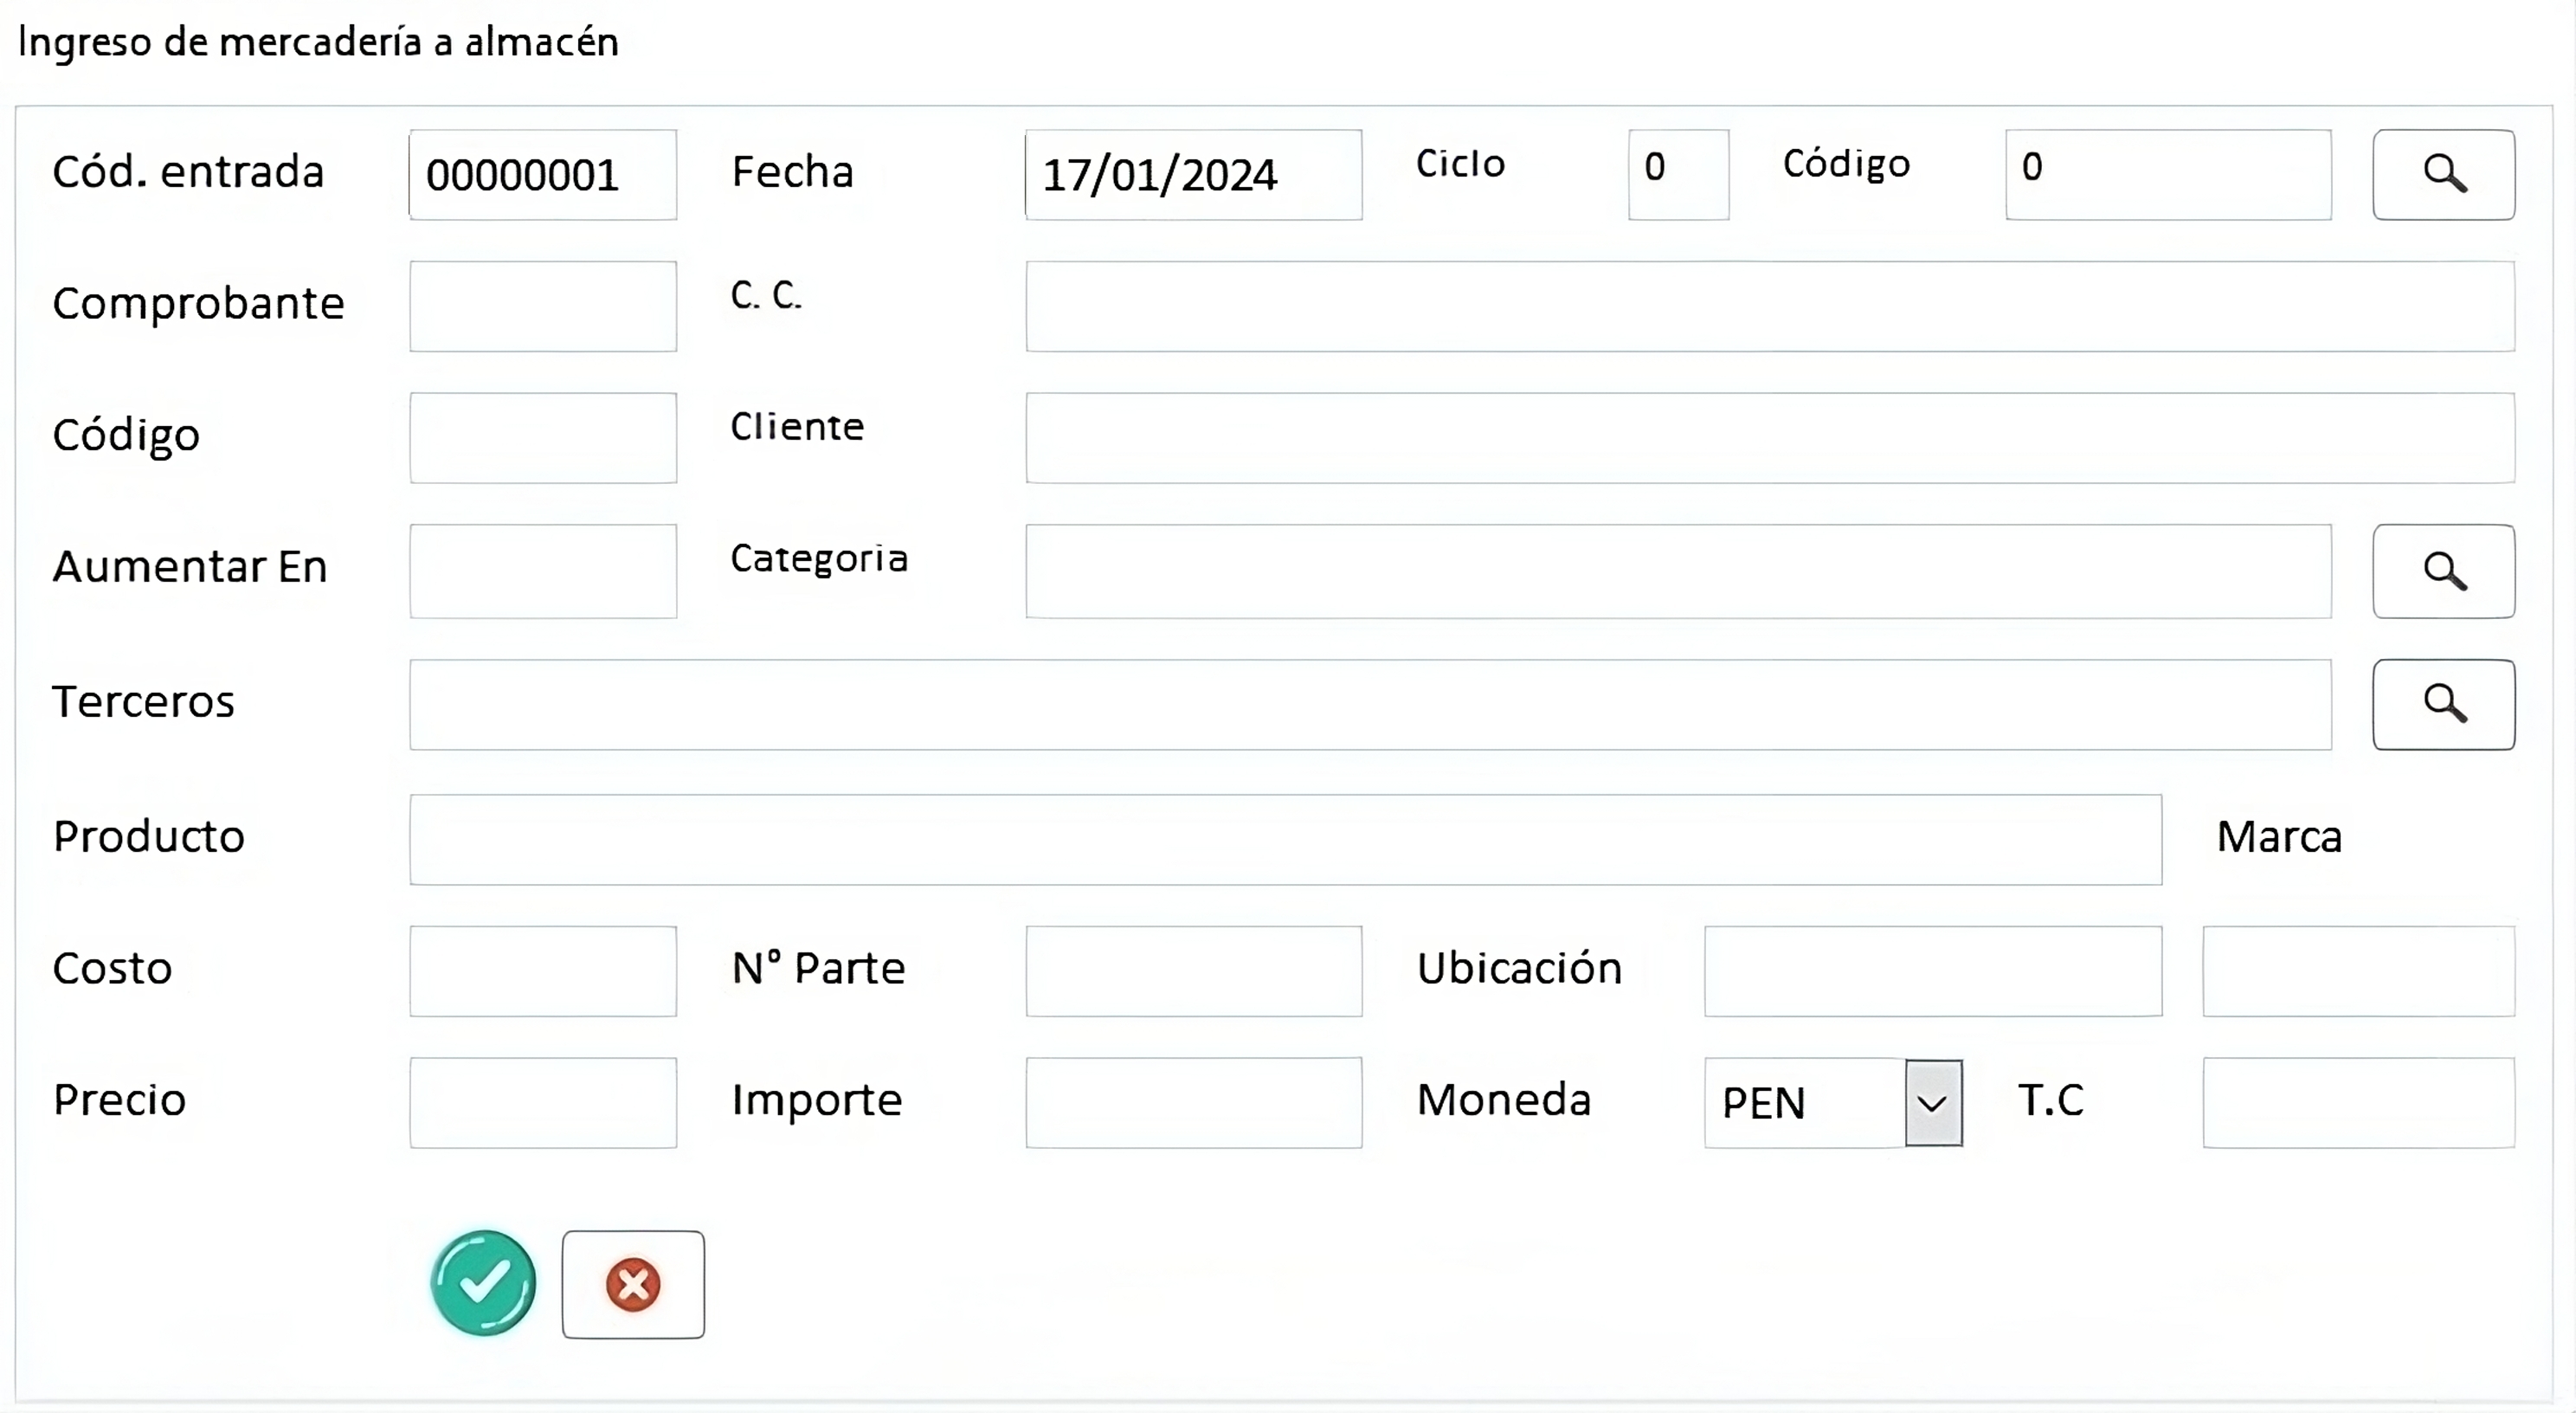 Ingreso de mercadería a almacén
Cód. entrada 00000001 Fecha 17/01/2024 Ciclo 0 Código 0
Comprobante C. C.
Código Cliente
Aumentar En Categoria
Terceros
Producto Marca
Costo N° Parte Ubicación
Precio Importe Moneda PEN T.C